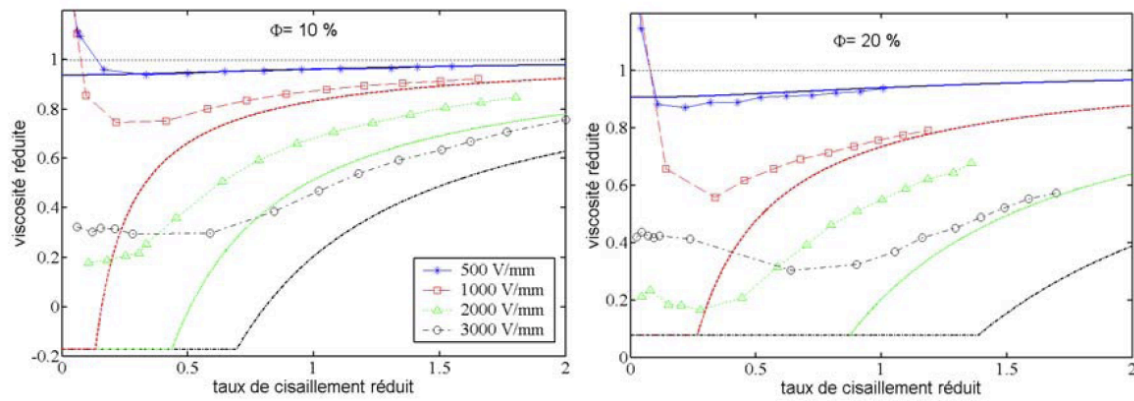 Φ= 10 %
viscosité réduite
1
0.8
0.6
0.4
0.2
0
-0.2
0
0.5
1
1.5
2
taux de cisaillement réduit
500 V/mm
1000 V/mm
2000 V/mm
3000 V/mm
Φ= 20 %
viscosité réduite
1
0.8
0.6
0.4
0.2
0
0
0.5
1
1.5
2
taux de cisaillement réduit